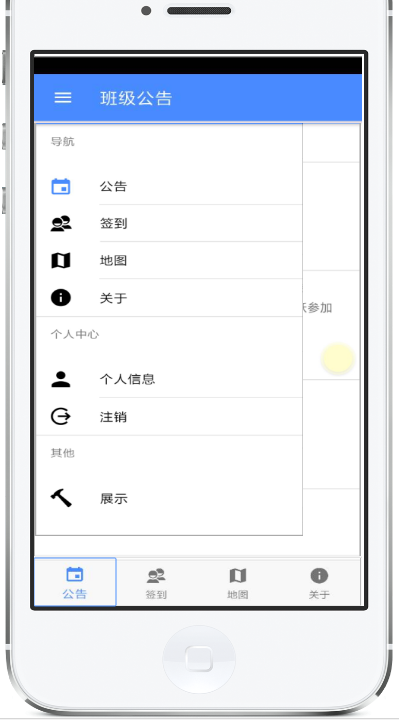 班级公告
导航
公告
签到
地图
关于
个人中心
个人信息
注销
其他
展示
参加
公告
签到
地图
关于